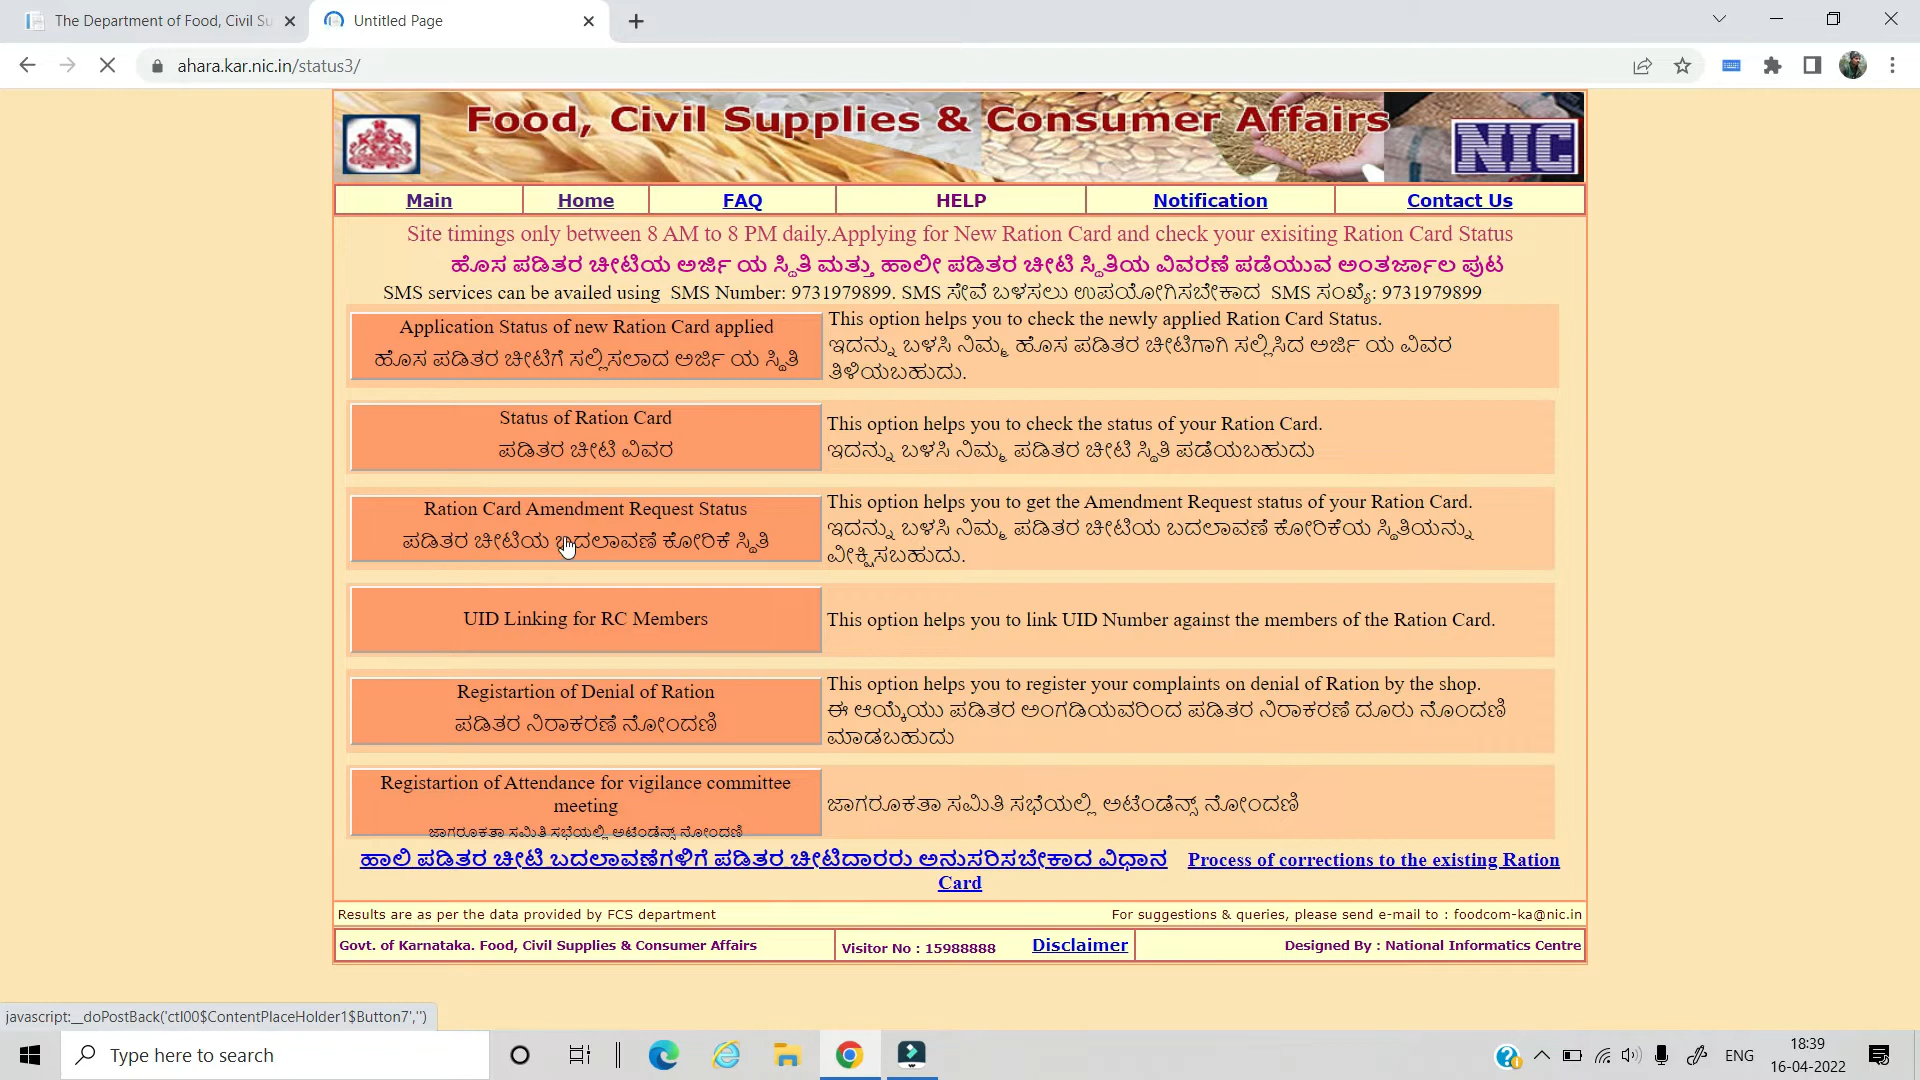 The Department of Food, Civil Su
Untitled Page
ahara.kar.nic.in/status3/
Food, Civil Supplies & Consumer Affairs
NIC
Main Home FAQ HELP Notification Contact Us
Site timings only between 8 AM to 8 PM daily.Applying for New Ration Card and check your exisiting Ration Card Status
ಹೊಸ ಪಡಿತರ ಚೀಟಿಯ ಅರ್ಜಿ ಯ ಸ್ಥಿತಿ ಮತ್ತು ಹಾಲೀ ಪಡಿತರ ಚೀಟಿ ಸ್ಥಿತಿಯ ವಿವರಣೆ ಪಡೆಯುವ ಅಂತರ್ಜಾಲ ಪುಟ
SMS services can be availed using SMS Number: 9731979899. SMS ಸೇವೆ ಬಳಸಲು ಉಪಯೋಗಿಸಬೇಕಾದ SMS ಸಂಖ್ಯೆ: 9731979899
Application Status of new Ration Card applied
ಹೊಸ ಪಡಿತರ ಚೀಟಿಗೆ ಸಲ್ಲಿಸಲಾದ ಅರ್ಜಿ ಯ ಸ್ಥಿತಿ
This option helps you to check the newly applied Ration Card Status.
ಇದನ್ನು ಬಳಸಿ ನಿಮ್ಮ ಹೊಸ ಪಡಿತರ ಚೀಟಿಗಾಗಿ ಸಲ್ಲಿಸಿದ ಅರ್ಜಿ ಯ ವಿವರ
ತಿಳಿಯಬಹುದು.
Status of Ration Card
ಪಡಿತರ ಚೀಟಿ ವಿವರ
This option helps you to check the status of your Ration Card.
ಇದನ್ನು ಬಳಸಿ ನಿಮ್ಮ ಪಡಿತರ ಚೀಟಿ ಸ್ಥಿತಿ ಪಡೆಯಬಹುದು
Ration Card Amendment Request Status
ಪಡಿತರ ಚೀಟಿಯ ಬದಲಾವಣೆ ಕೋರಿಕೆ ಸ್ಥಿತಿ
This option helps you to get the Amendment Request status of your Ration Card.
ಇದನ್ನು ಬಳಸಿ ನಿಮ್ಮ ಪಡಿತರ ಚೀಟಿಯ ಬದಲಾವಣೆ ಕೋರಿಕೆಯ ಸ್ಥಿತಿಯನ್ನು
ವೀಕ್ಷಿಸಬಹುದು.
UID Linking for RC Members
This option helps you to link UID Number against the members of the Ration Card.
Registartion of Denial of Ration
ಪಡಿತರ ನಿರಾಕರಣೆ ನೋಂದಣಿ
This option helps you to register your complaints on denial of Ration by the shop.
ಈ ಆಯ್ಕೆಯು ಪಡಿತರ ಅಂಗಡಿಯವರಿಂದ ಪಡಿತರ ನಿರಾಕರಣೆ ದೂರು ನೊಂದಣಿ
ಮಾಡಬಹುದು
Registartion of Attendance for vigilance committee
meeting
ಜಾಗರೂಕತಾ ಸಮಿತಿ ಸಭೆಯಲ್ಲಿ ಅಟೆಂಡೆನ್ಸ್ ನೋಂದಣಿ
ಜಾಗರೂಕತಾ ಸಮಿತಿ ಸಭೆಯಲ್ಲಿ ಅಟೆಂಡೆನ್ಸ್ ನೋಂದಣಿ
ಹಾಲಿ ಪಡಿತರ ಚೀಟಿ ಬದಲಾವಣೆಗಳಿಗೆ ಪಡಿತರ ಚೀಟಿದಾರರು ಅನುಸರಿಸಬೇಕಾದ ವಿಧಾನ Process of corrections to the existing Ration
Card
Results are as per the data provided by FCS department For suggestions & queries, please send e-mail to : foodcom-ka@nic.in
Govt. of Karnataka. Food, Civil Supplies & Consumer Affairs Visitor No : 15988888 Disclaimer Designed By : National Informatics Centre
javascript:__doPostBack('ctl00$ContentPlaceHolder1$Button7','')
Type here to search
ENG
18:39
16-04-2022